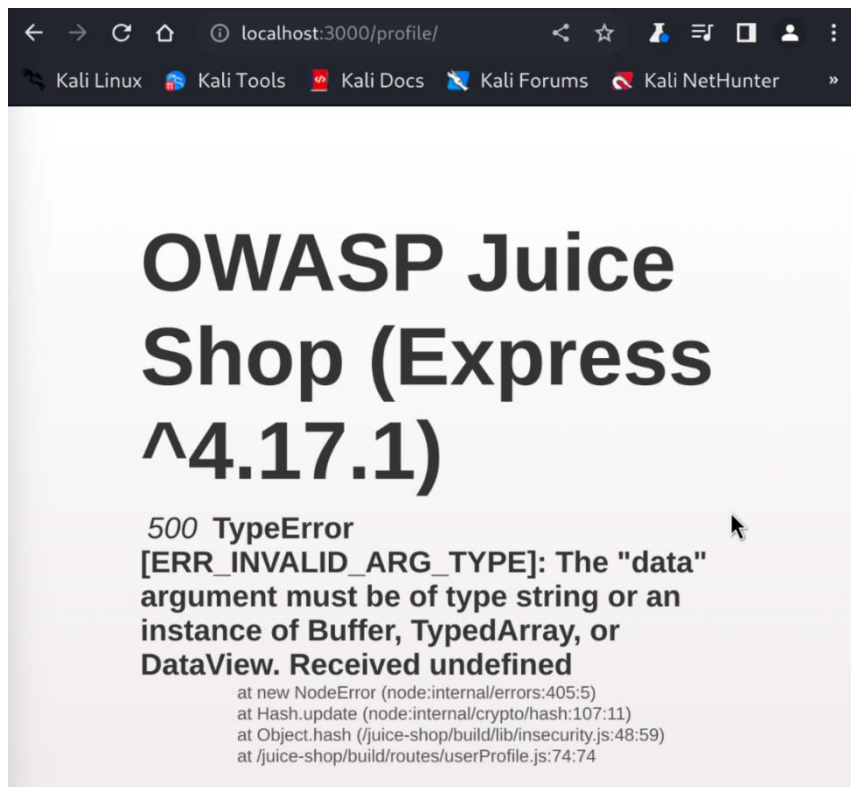 localhost:3000/profile/
Kali Linux Kali Tools Kali Docs Kali Forums Kali NetHunter »
OWASP Juice
Shop (Express
^4.17.1)
500 TypeError
[ERR_INVALID_ARG_TYPE]: The "data"
argument must be of type string or an
instance of Buffer, TypedArray, or
DataView. Received undefined
at new NodeError (node:internal/errors:405:5)
at Hash.update (node:internal/crypto/hash:107:11)
at Object.hash (/juice-shop/build/lib/insecurity.js:48:59)
at /juice-shop/build/routes/userProfile.js:74:74